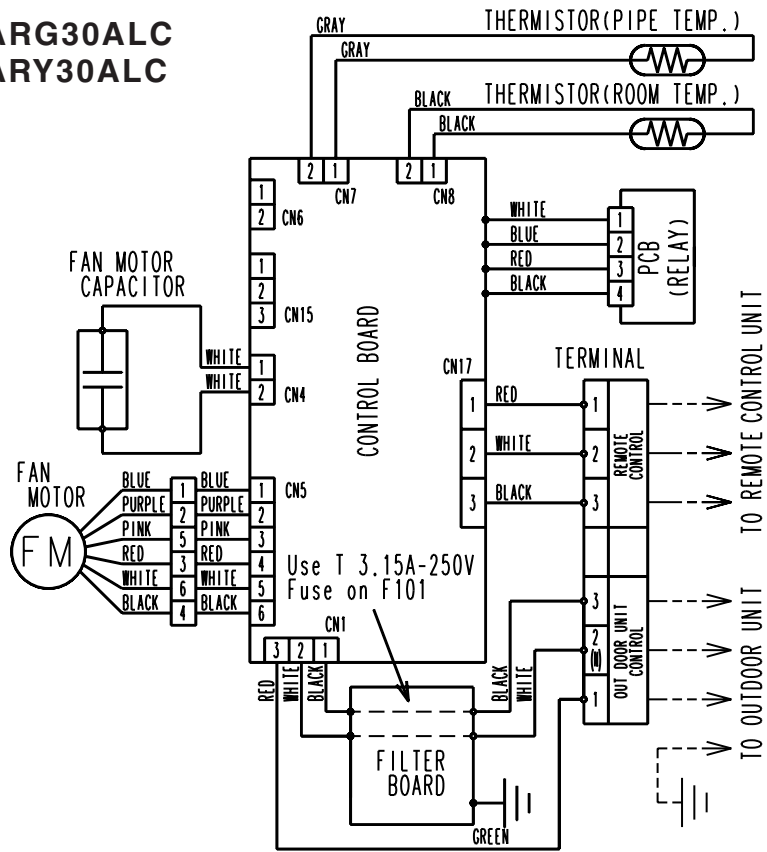 ARG30ALC
ARY30ALC
GRAY
THERMISTOR(PIPE TEMP.)
GRAY
BLACK
THERMISTOR(ROOM TEMP.)
BLACK
2 1
CN7
2 1
CN8
1
2
CN6
1
2
3
CN15
WHITE
BLUE
RED
BLACK
1
2
3
4
PCB
(RELAY)
FAN MOTOR
CAPACITOR
WHITE
WHITE
1
2
CN4
CONTROL BOARD
CN17
1
2
3
RED
WHITE
BLACK
TERMINAL
1
2
3
REMOTE
CONTROL
TO REMOTE CONTROL UNIT
FAN
MOTOR
FM
BLUE
PURPLE
PINK
RED
WHITE
BLACK
1
2
5
3
6
4
BLUE
PURPLE
PINK
RED
WHITE
BLACK
1
2
3
4
5
6
CN5
Use T 3.15A-250V
Fuse on F101
CN1
3 2 1
RED
WHITE
BLACK
BLACK
WHITE
3
2
(N)
1
OUT DOOR UNIT
CONTROL
TO OUTDOOR UNIT
FILTER
BOARD
GREEN